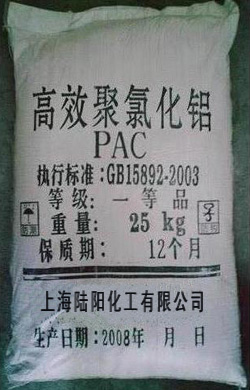 高效聚氯化铝
PAC
执行标准:GB15892-2003
等级: 一等品
重量: 25 kg
保质期: 12个月
上海陆阳化工有限公司
生产日期:2008年 月 日